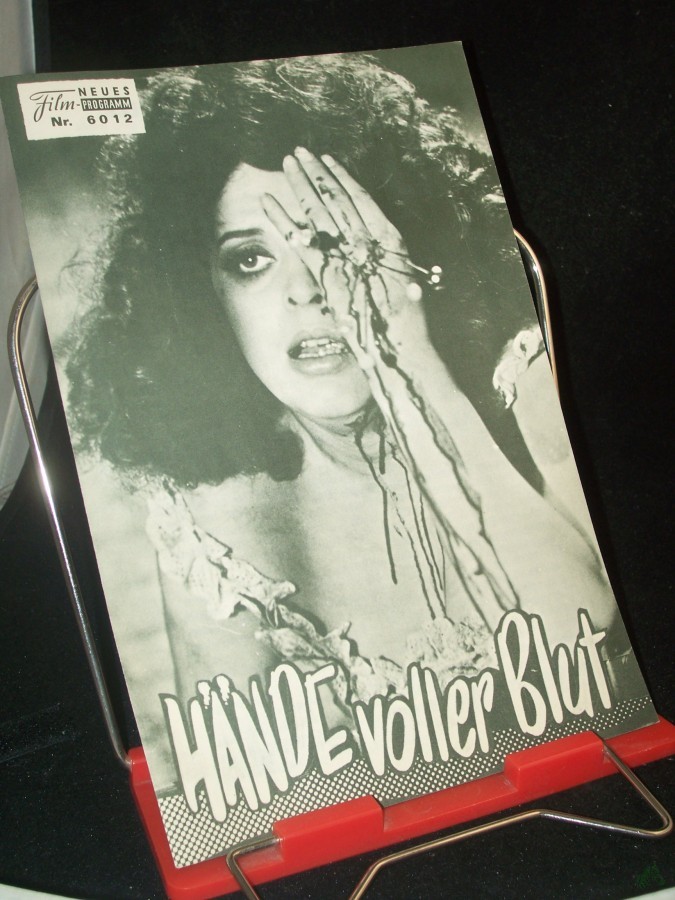 NEUES
Film-PROGRAMM
Nr. 6012
HÄNDE voller Blut